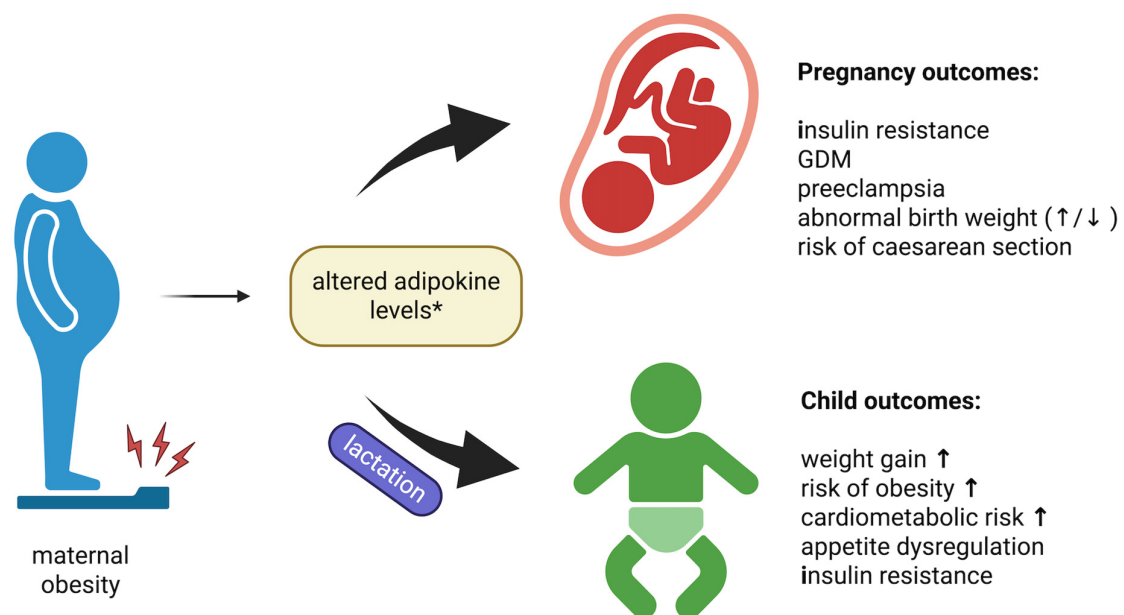 maternal
obesity
altered adipokine
levels*
lactation
Pregnancy outcomes:
insulin resistance
GDM
preeclampsia
abnormal birth weight (↑/↓ )
risk of caesarean section
Child outcomes:
weight gain ↑
risk of obesity ↑
cardiometabolic risk ↑
appetite dysregulation
insulin resistance